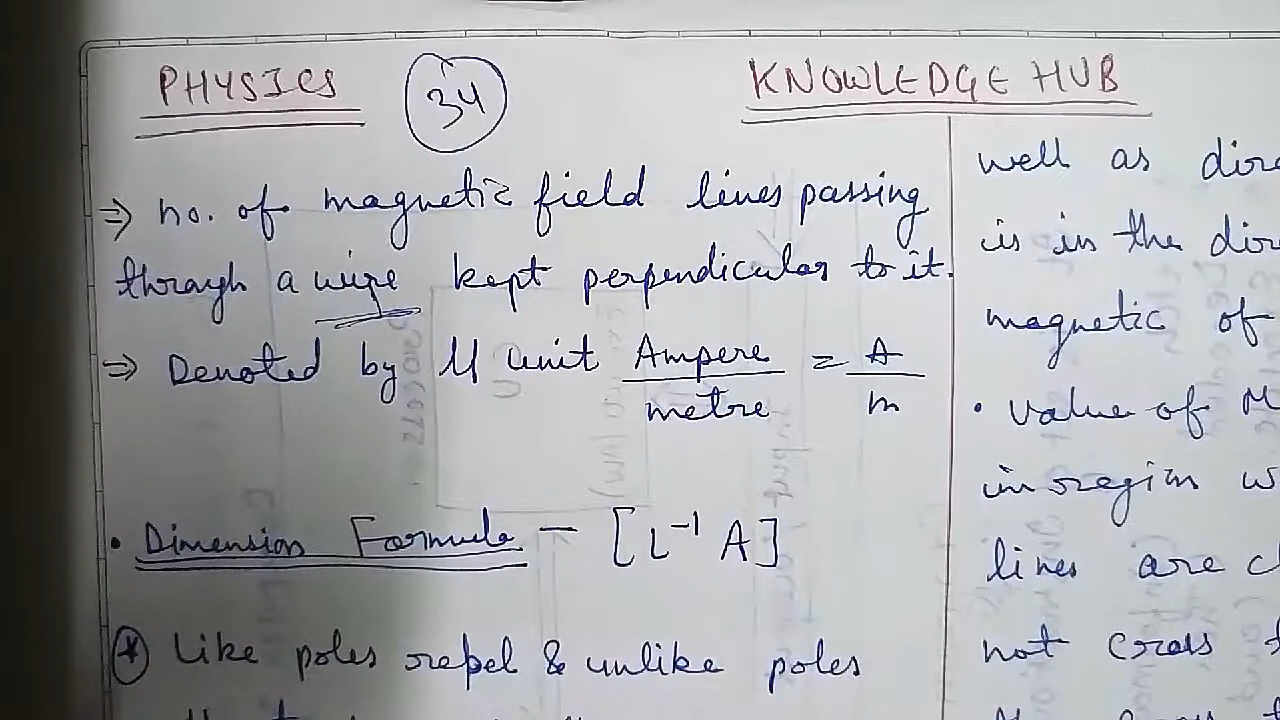 PHYSICS 34 KNOWLEDGE HUB
⇒ no. of magnetic field lines passing
through a wire kept perpendicular to it.
⇒ Denoted by M unit Ampere/metre = A/m
• Dimension Formula – [L⁻¹ A]
(*) Like poles repel & unlike poles
well as
is in the
magnetic of
• value of M
in region
lines are
not cross